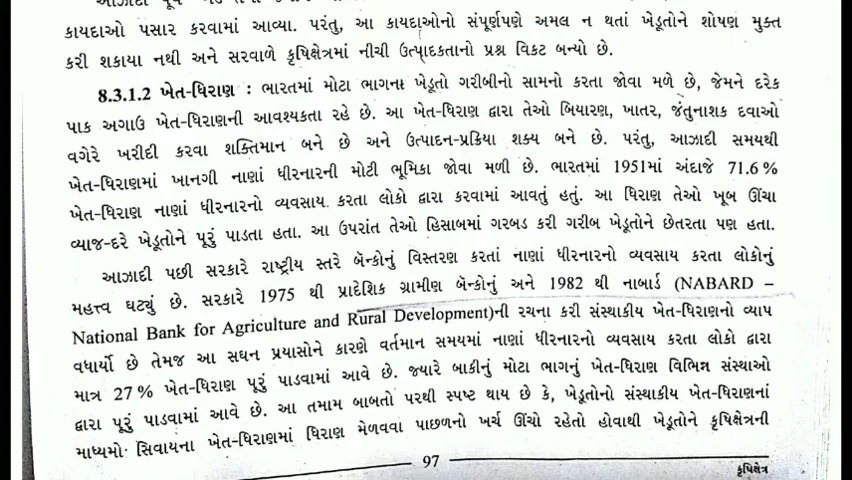 કાયદાઓ પસાર કરવામાં આવ્યા. પરંતુ, આ કાયદાઓનો સંપૂર્ણપણે અમલ ન થતાં ખેડૂતોને શોષણ મુક્ત
કરી શકાયા નથી અને સરવાળે કૃષિક્ષેત્રમાં નીચી ઉત્પાદકતાનો પ્રશ્ન વિકટ બન્યો છે.
8.3.1.2 ખેત-ધિરાણ : ભારતમાં મોટા ભાગના ખેડૂતો ગરીબીનો સામનો કરતા જોવા મળે છે, જેમને દરેક
પાક અગાઉ ખેત-ધિરાણની આવશ્યકતા રહે છે. આ ખેત-ધિરાણ દ્વારા તેઓ બિયારણ, ખાતર, જંતુનાશક દવાઓ
વગેરે ખરીદી કરવા શક્તિમાન બને છે અને ઉત્પાદન-પ્રક્રિયા શક્ય બને છે. પરંતુ, આઝાદી સમયથી
ખેત-ધિરાણમાં ખાનગી નાણાં ધીરનારની મોટી ભૂમિકા જોવા મળી છે. ભારતમાં 1951માં અંદાજે 71.6 %
ખેત-ધિરાણ નાણાં ધીરનારનો વ્યવસાય કરતા લોકો દ્વારા કરવામાં આવતું હતું. આ ધિરાણ તેઓ ખૂબ ઊંચા
વ્યાજ-દરે ખેડૂતોને પૂરું પાડતા હતા. આ ઉપરાંત તેઓ હિસાબમાં ગરબડ કરી ગરીબ ખેડૂતોને છેતરતા પણ હતા.
આઝાદી પછી સરકારે રાષ્ટ્રીય સ્તરે બૅન્કોનું વિસ્તરણ કરતાં નાણાં ધીરનારનો વ્યવસાય કરતા લોકોનું
મહત્ત્વ ઘટ્યું છે. સરકારે 1975 થી પ્રાદેશિક ગ્રામીણ બૅન્કોનું અને 1982 થી નાબાર્ડ (NABARD –
National Bank for Agriculture and Rural Development)ની રચના કરી સંસ્થાકીય ખેત-ધિરાણનો વ્યાપ
વધાર્યો છે તેમજ આ સઘન પ્રયાસોને કારણે વર્તમાન સમયમાં નાણાં ધીરનારનો વ્યવસાય કરતા લોકો દ્વારા
માત્ર 27 % ખેત-ધિરાણ પૂરું પાડવામાં આવે છે. જ્યારે બાકીનું મોટા ભાગનું ખેત-ધિરાણ વિભિન્ન સંસ્થાઓ
દ્વારા પૂરું પાડવામાં આવે છે. આ તમામ બાબતો પરથી સ્પષ્ટ થાય છે કે, ખેડૂતોનો સંસ્થાકીય ખેત-ધિરાણનાં
માધ્યમો સિવાયના ખેત-ધિરાણમાં ધિરાણ મેળવવા પાછળનો ખર્ચ ઊંચો રહેતો હોવાથી ખેડૂતોને કૃષિક્ષેત્રની
97
કૃષિક્ષેત્ર